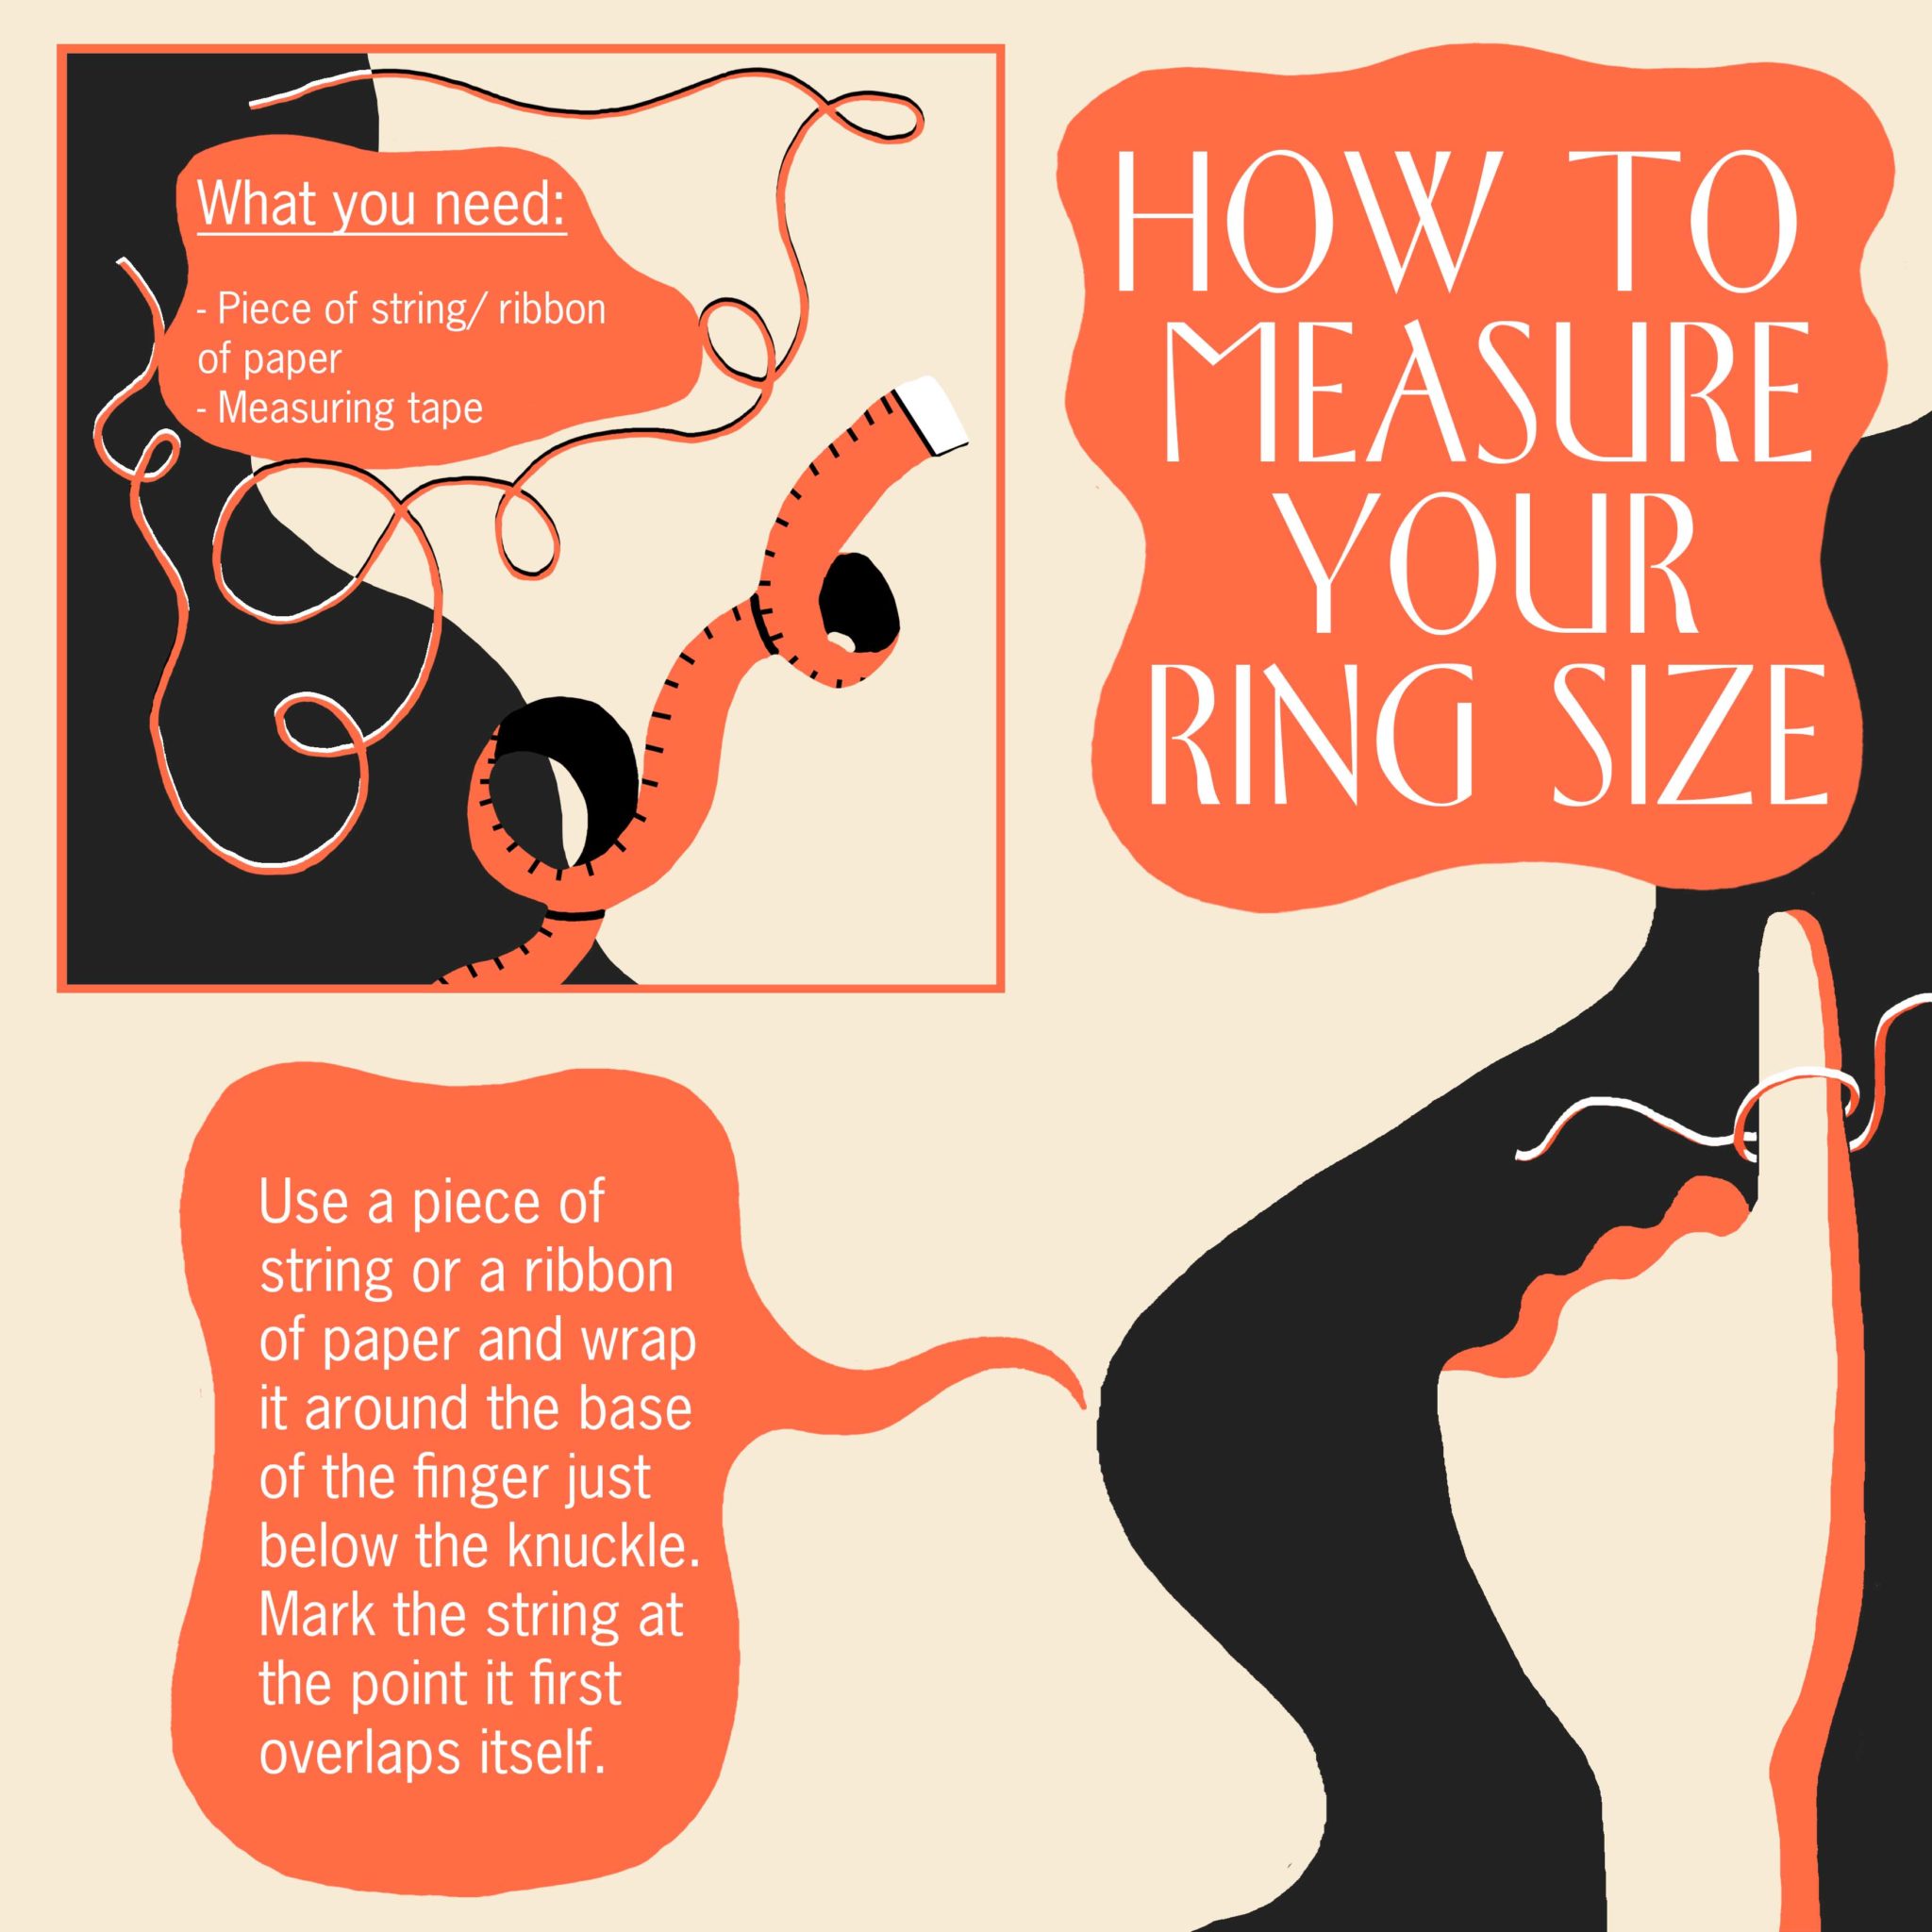 HOW TO
MEASURE
YOUR
RING SIZE
What you need:
- Piece of string/ ribbon
of paper
- Measuring tape
Use a piece of
string or a ribbon
of paper and wrap
it around the base
of the finger just
below the knuckle.
Mark the string at
the point it first
overlaps itself.